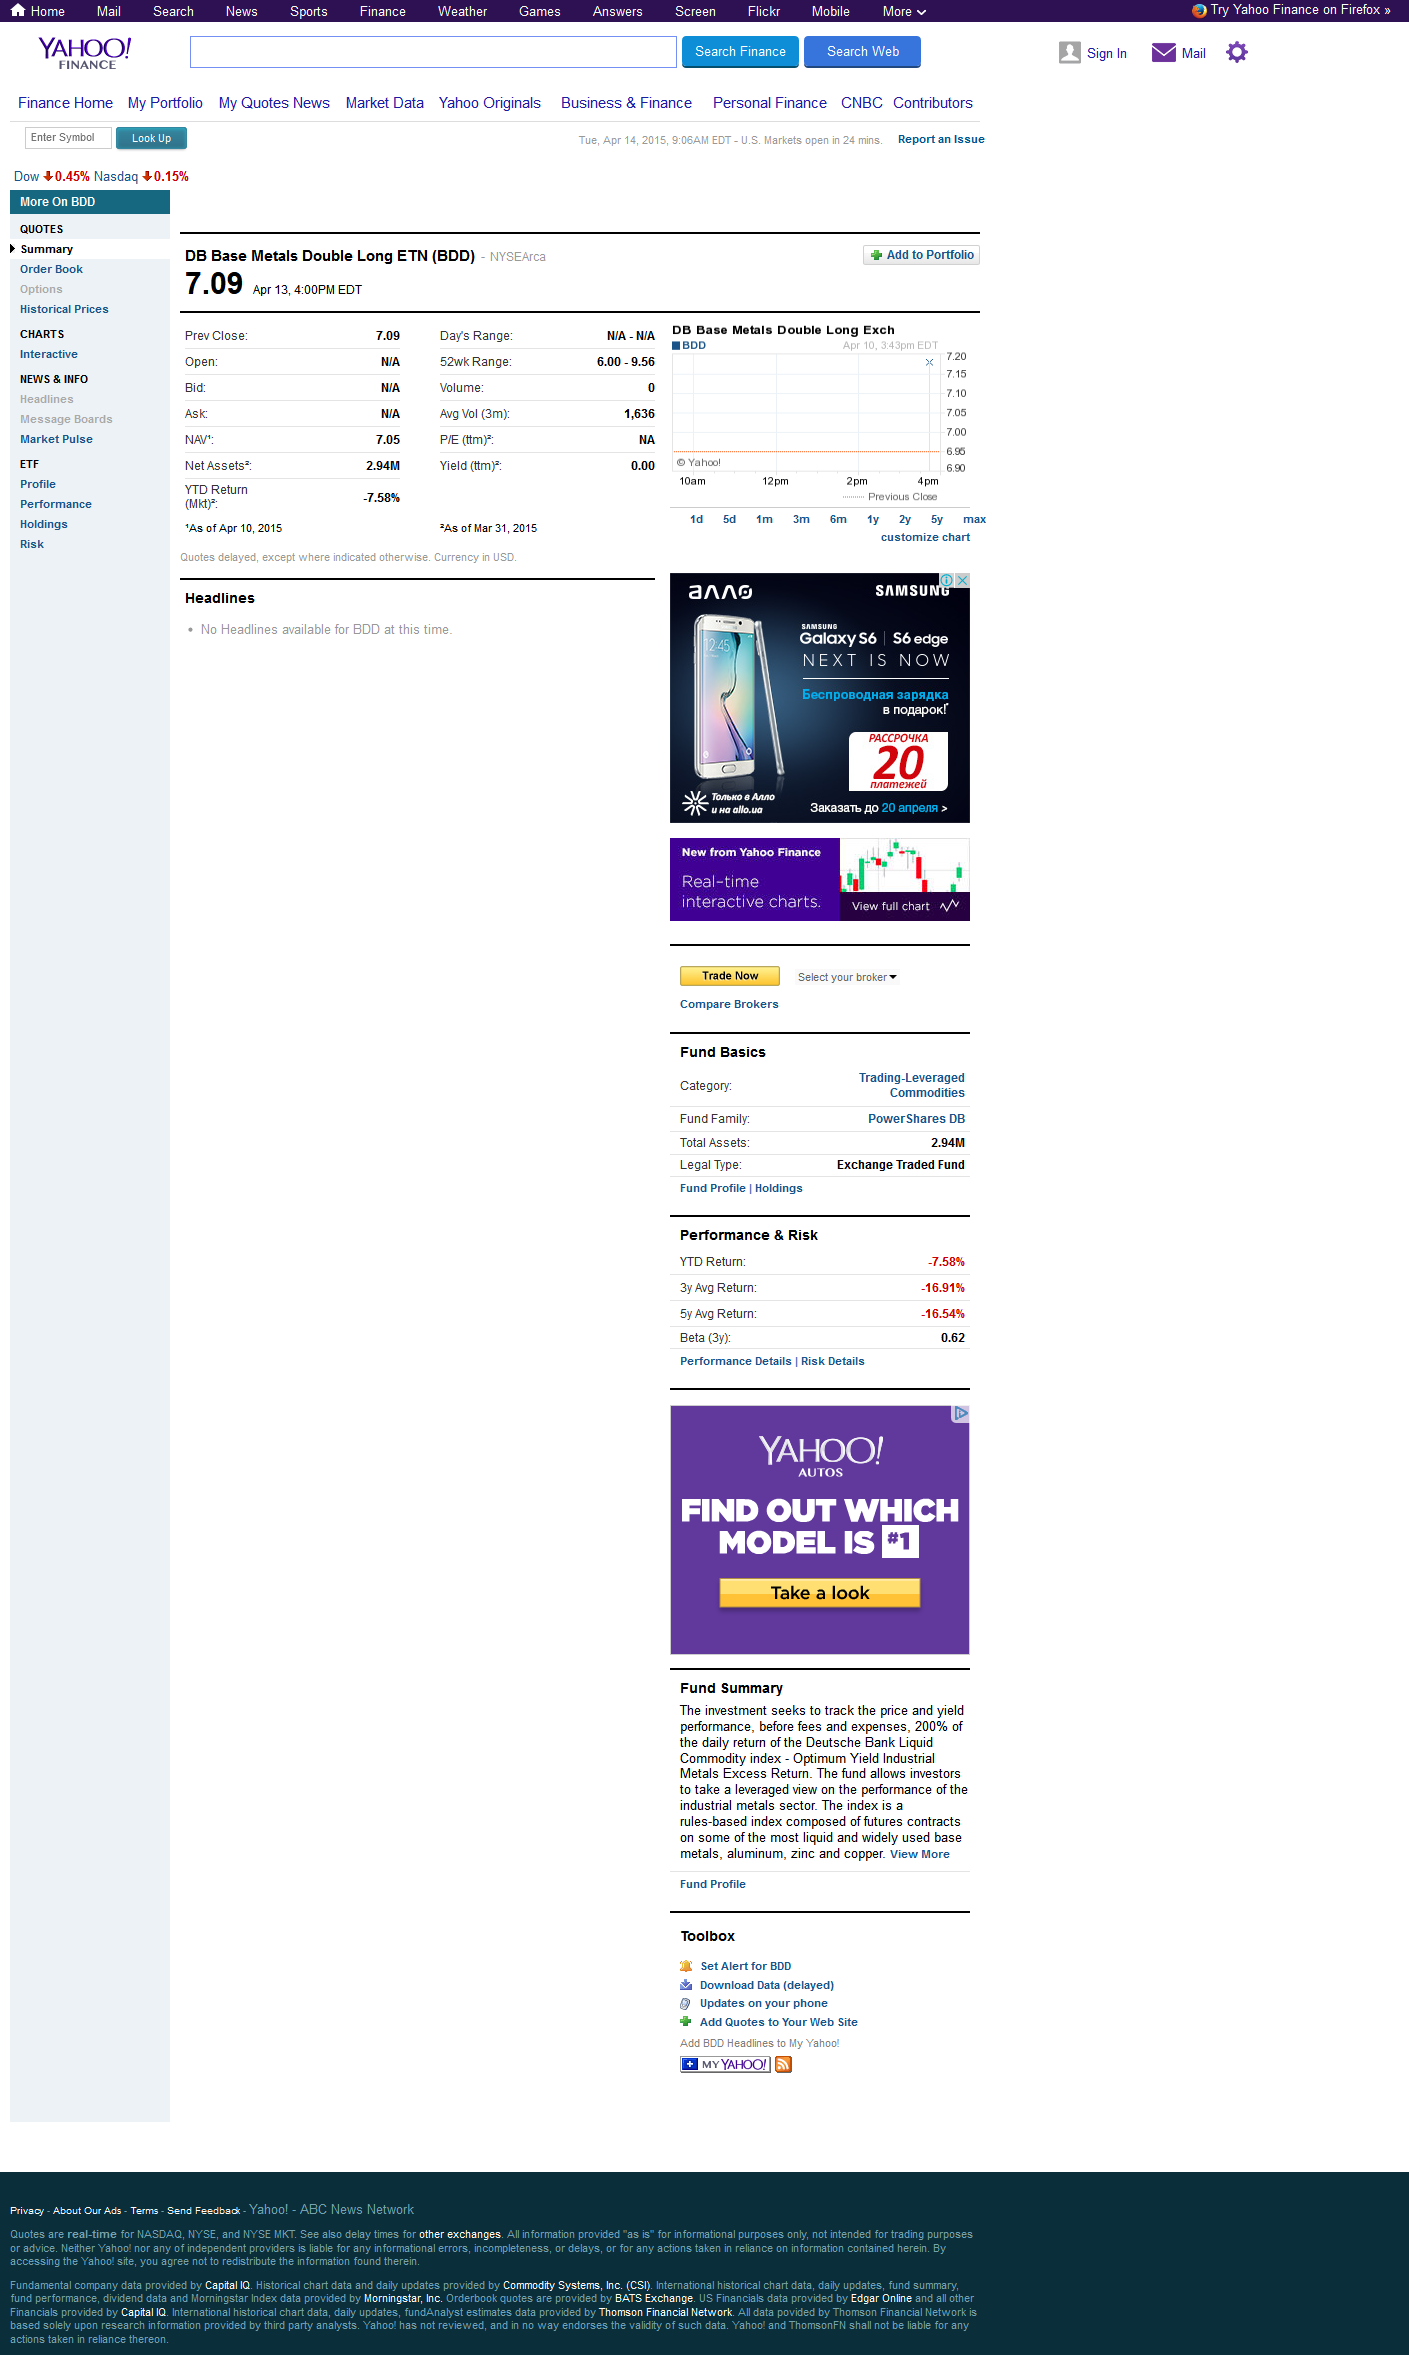 Home Mail Search News Sports Finance Weather Games Answers Screen Flickr Mobile More Try Yahoo Finance on Firefox »
YAHOO!
FINANCE
Search Finance Search Web Sign In Mail
Finance Home My Portfolio My Quotes News Market Data Yahoo Originals Business & Finance Personal Finance CNBC Contributors
Enter Symbol Look Up Tue, Apr 14, 2015, 9:06AM EDT - U.S. Markets open in 24 mins. Report an Issue
Dow 0.45% Nasdaq 0.15%
More On BDD
QUOTES
Summary
Order Book
Options
Historical Prices
CHARTS
Interactive
NEWS & INFO
Headlines
Message Boards
Market Pulse
ETF
Profile
Performance
Holdings
Risk
DB Base Metals Double Long ETN (BDD) - NYSEArca
Add to Portfolio
7.09 Apr 13, 4:00PM EDT
Prev Close: 7.09
Open: N/A
Bid: N/A
Ask: N/A
NAV¹: 7.05
Net Assets²: 2.94M
YTD Return
(Mkt)²: -7.58%
¹As of Apr 10, 2015
Day's Range: N/A - N/A
52wk Range: 6.00 - 9.56
Volume: 0
Avg Vol (3m): 1,636
P/E (ttm)²: NA
Yield (ttm)²: 0.00
²As of Mar 31, 2015
Quotes delayed, except where indicated otherwise. Currency in USD.
DB Base Metals Double Long Exch
BDD Apr 10, 3:43pm EDT
7.20
7.15
7.10
7.05
7.00
6.95
6.90
© Yahoo!
10am 12pm 2pm 4pm
Previous Close
1d 5d 1m 3m 6m 1y 2y 5y max
customize chart
Headlines
• No Headlines available for BDD at this time.
алло SAMSUNG
12:45
SAMSUNG
Galaxy S6 | S6 edge
NEXT IS NOW
Беспроводная зарядка
в подарок!*
РАССРОЧКА
20
платежей
Только в Алло
и на allo.ua
Заказать до 20 апреля >
New from Yahoo Finance
Real-time
interactive charts.
View full chart
Trade Now Select your broker
Compare Brokers
Fund Basics
Category: Trading-Leveraged
Commodities
Fund Family: PowerShares DB
Total Assets: 2.94M
Legal Type: Exchange Traded Fund
Fund Profile | Holdings
Performance & Risk
YTD Return: -7.58%
3y Avg Return: -16.91%
5y Avg Return: -16.54%
Beta (3y): 0.62
Performance Details | Risk Details
YAHOO!
AUTOS
FIND OUT WHICH
MODEL IS #1
Take a look
Fund Summary
The investment seeks to track the price and yield
performance, before fees and expenses, 200% of
the daily return of the Deutsche Bank Liquid
Commodity index - Optimum Yield Industrial
Metals Excess Return. The fund allows investors
to take a leveraged view on the performance of the
industrial metals sector. The index is a
rules-based index composed of futures contracts
on some of the most liquid and widely used base
metals, aluminum, zinc and copper. View More
Fund Profile
Toolbox
Set Alert for BDD
Download Data (delayed)
Updates on your phone
Add Quotes to Your Web Site
Add BDD Headlines to My Yahoo!
MY YAHOO!
Privacy - About Our Ads - Terms - Send Feedback - Yahoo! - ABC News Network
Quotes are real-time for NASDAQ, NYSE, and NYSE MKT. See also delay times for other exchanges. All information provided "as is" for informational purposes only, not intended for trading purposes
or advice. Neither Yahoo! nor any of independent providers is liable for any informational errors, incompleteness, or delays, or for any actions taken in reliance on information contained herein. By
accessing the Yahoo! site, you agree not to redistribute the information found therein.
Fundamental company data provided by Capital IQ. Historical chart data and daily updates provided by Commodity Systems, Inc. (CSI). International historical chart data, daily updates, fund summary,
fund performance, dividend data and Morningstar Index data provided by Morningstar, Inc. Orderbook quotes are provided by BATS Exchange. US Financials data provided by Edgar Online and all other
Financials provided by Capital IQ. International historical chart data, daily updates, fundAnalyst estimates data provided by Thomson Financial Network. All data povided by Thomson Financial Network is
based solely upon research information provided by third party analysts. Yahoo! has not reviewed, and in no way endorses the validity of such data. Yahoo! and ThomsonFN shall not be liable for any
actions taken in reliance thereon.